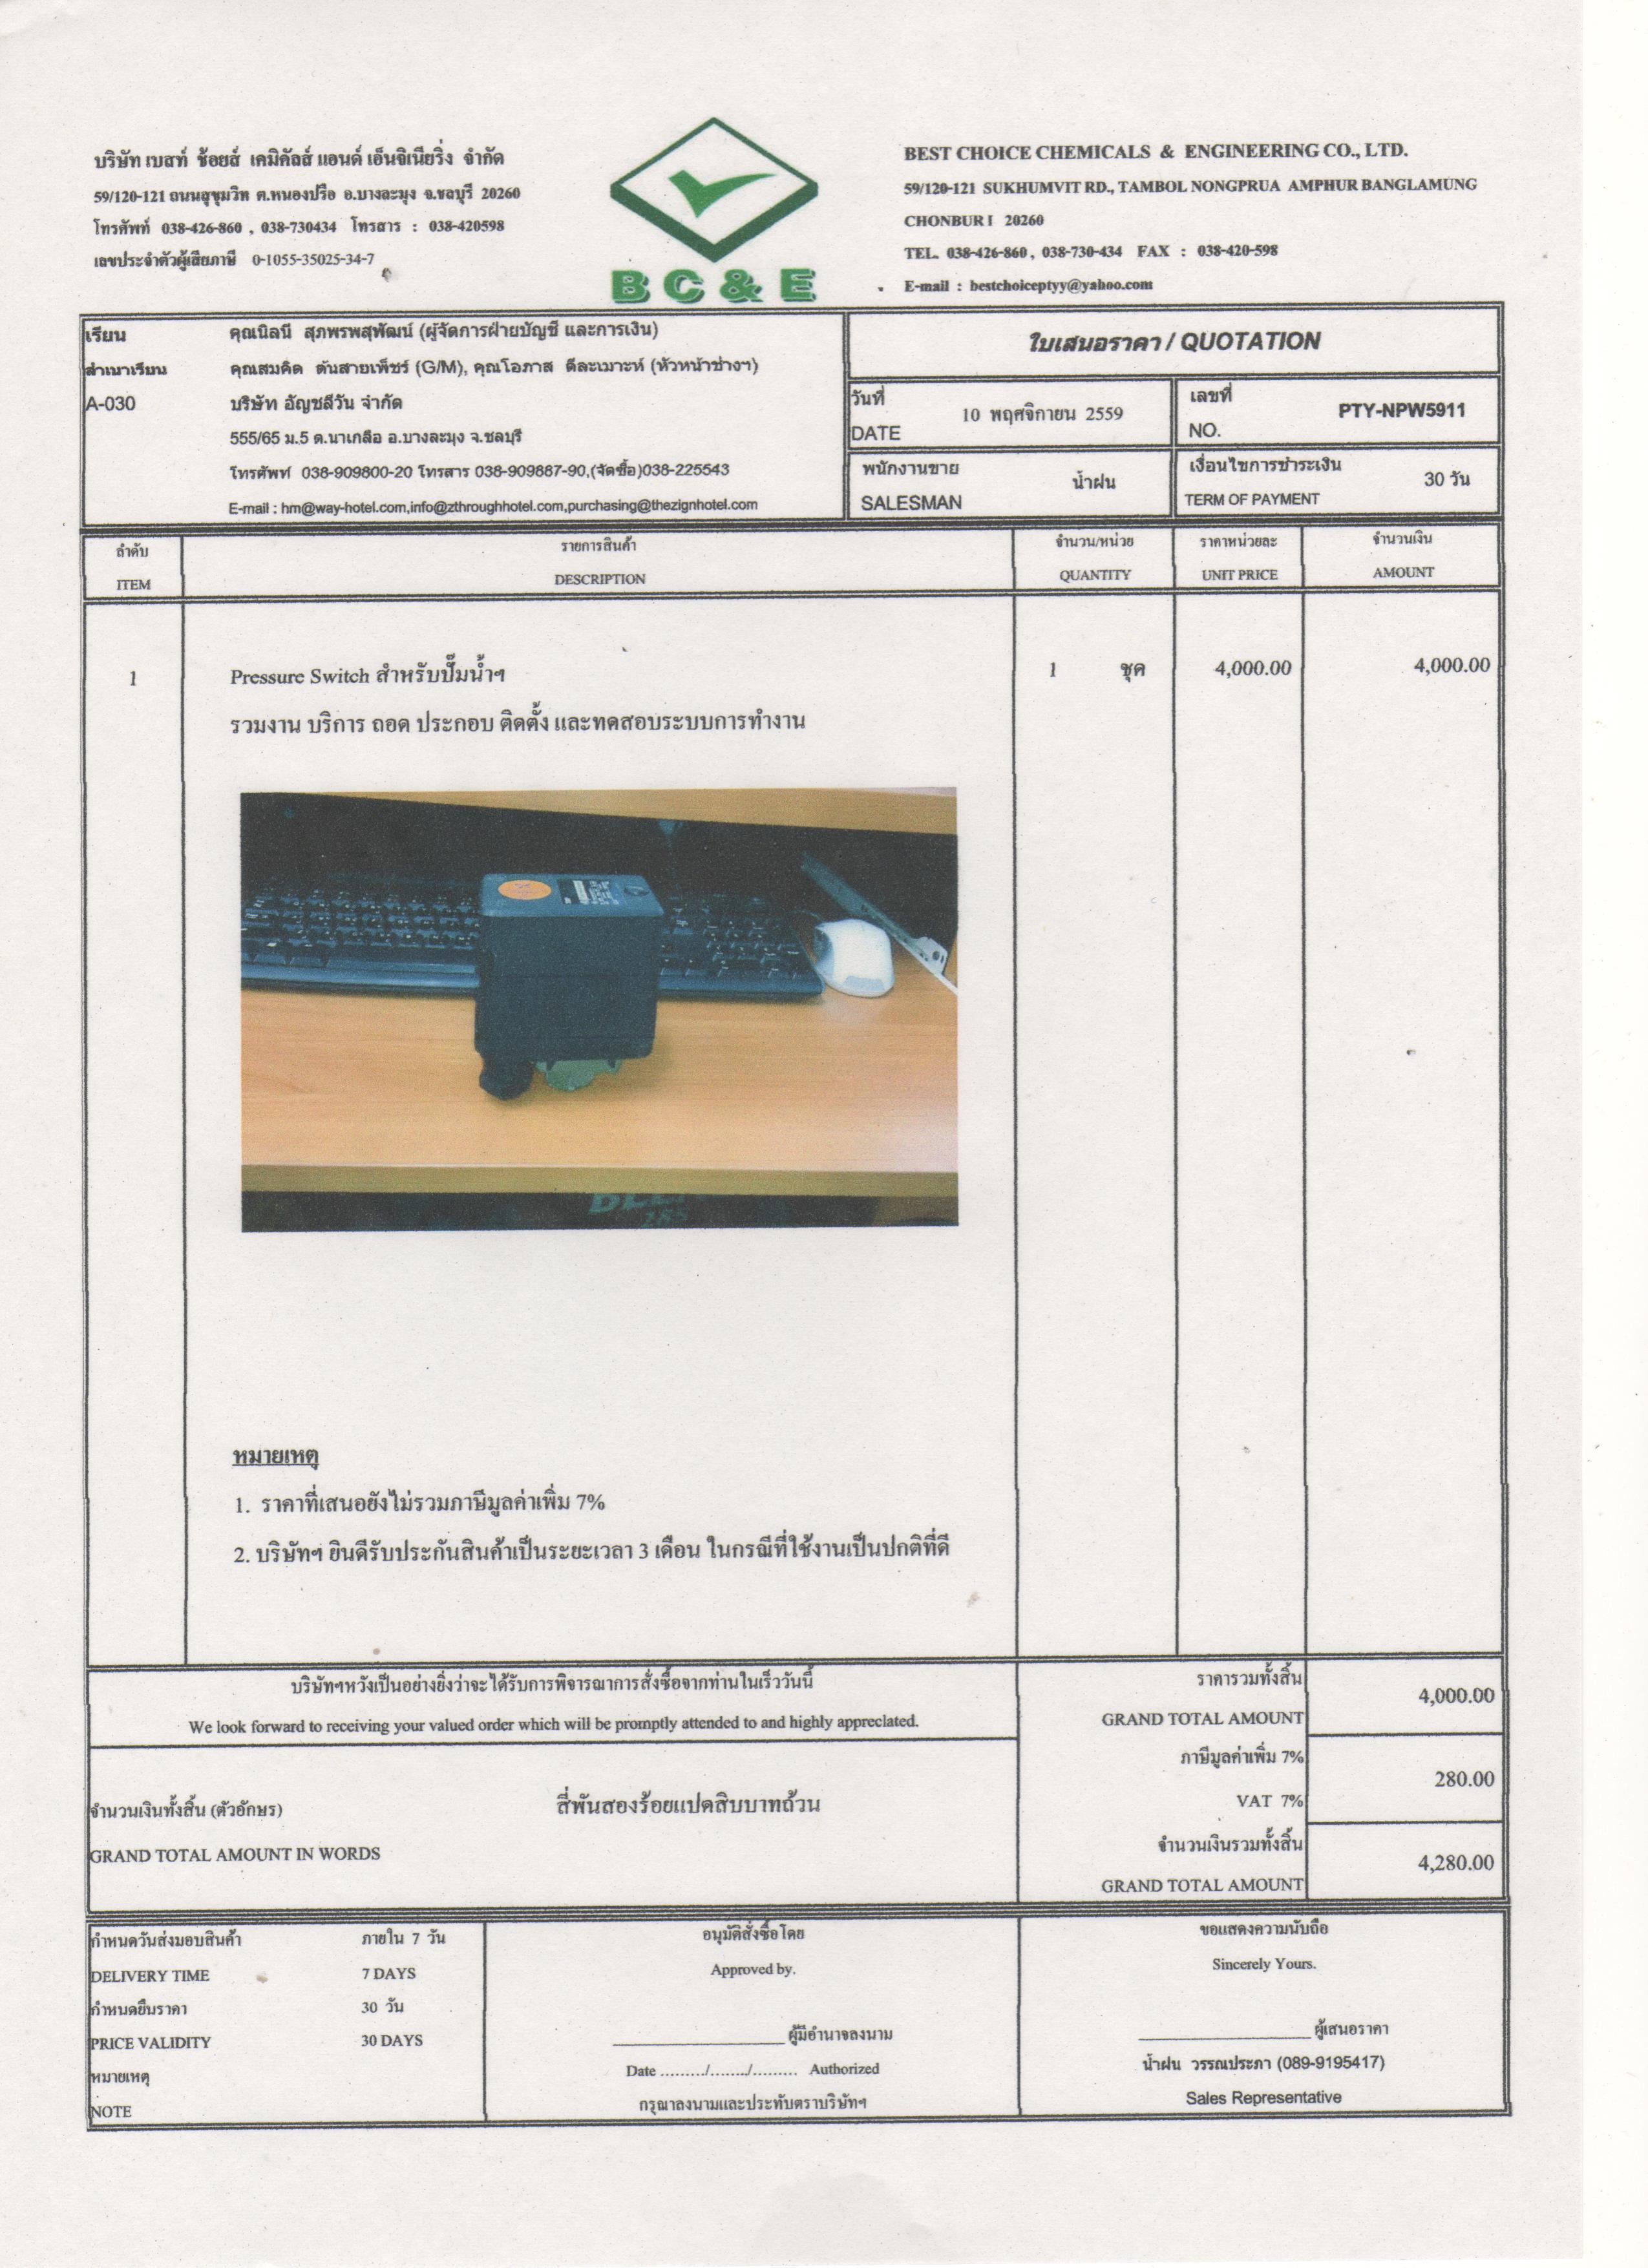 บริษัท เบสท์ ช้อยส์ เคมิคัลส์ แอนด์ เอ็นจิเนียริ่ง จำกัด
59/120-121 ถนนสุขุมวิท ต.หนองปรือ อ.บางละมุง จ.ชลบุรี 20260
โทรศัพท์ 038-426-860 , 038-730434 โทรสาร : 038-420598
เลขประจำตัวผู้เสียภาษี 0-1055-35025-34-7
BC&E
BEST CHOICE CHEMICALS & ENGINEERING CO., LTD.
59/120-121 SUKHUMVIT RD., TAMBOL NONGPRUA AMPHUR BANGLAMUNG
CHONBUR I 20260
TEL. 038-426-860 , 038-730-434 FAX : 038-420-598
E-mail : bestchoiceptyy@yahoo.com
เรียน คุณนิลนี สุภพรพสุพัฒน์ (ผู้จัดการฝ่ายบัญชี และการเงิน)
สำเนาเรียน คุณสมคิด ตันสายเพ็ชร์ (G/M), คุณโอภาส ดีละเมาะห์ (หัวหน้าช่างฯ)
A-030 บริษัท อัญชลีวัน จำกัด
555/65 ม.5 ต.นาเกลือ อ.บางละมุง จ.ชลบุรี
โทรศัพท์ 038-909800-20 โทรสาร 038-909887-90,(จัดซื้อ)038-225543
E-mail : hm@way-hotel.com,info@zthroughhotel.com,purchasing@thezignhotel.com
ใบเสนอราคา / QUOTATION
วันที่ 10 พฤศจิกายน 2559
DATE
เลขที่ PTY-NPW5911
NO.
พนักงานขาย น้ำฝน
SALESMAN
เงื่อนไขการชำระเงิน 30 วัน
TERM OF PAYMENT
ลำดับ รายการสินค้า จำนวน/หน่วย ราคาหน่วยละ จำนวนเงิน
ITEM DESCRIPTION QUANTITY UNIT PRICE AMOUNT
1 Pressure Switch สำหรับปั๊มน้ำฯ 1 ชุด 4,000.00 4,000.00
รวมงาน บริการ ถอด ประกอบ ติดตั้ง และทดสอบระบบการทำงาน
หมายเหตุ
1. ราคาที่เสนอยังไม่รวมภาษีมูลค่าเพิ่ม 7%
2. บริษัทฯ ยินดีรับประกันสินค้าเป็นระยะเวลา 3 เดือน ในกรณีที่ใช้งานเป็นปกติที่ดี
บริษัทฯหวังเป็นอย่างยิ่งว่าจะได้รับการพิจารณาการสั่งซื้อจากท่านในเร็ววันนี้
We look forward to receiving your valued order which will be promptly attended to and highly appreclated.
ราคารวมทั้งสิ้น 4,000.00
GRAND TOTAL AMOUNT
ภาษีมูลค่าเพิ่ม 7% 280.00
VAT 7%
จำนวนเงินทั้งสิ้น (ตัวอักษร) สี่พันสองร้อยแปดสิบบาทถ้วน
GRAND TOTAL AMOUNT IN WORDS
จำนวนเงินรวมทั้งสิ้น 4,280.00
GRAND TOTAL AMOUNT
กำหนดวันส่งมอบสินค้า ภายใน 7 วัน
DELIVERY TIME 7 DAYS
กำหนดยืนราคา 30 วัน
PRICE VALIDITY 30 DAYS
หมายเหตุ
NOTE
อนุมัติสั่งซื้อโดย
Approved by.
ผู้มีอำนาจลงนาม
Date ........./......../......... Authorized
กรุณาลงนามและประทับตราบริษัทฯ
ขอแสดงความนับถือ
Sincerely Yours.
ผู้เสนอราคา
น้ำฝน วรรณประภา (089-9195417)
Sales Representative